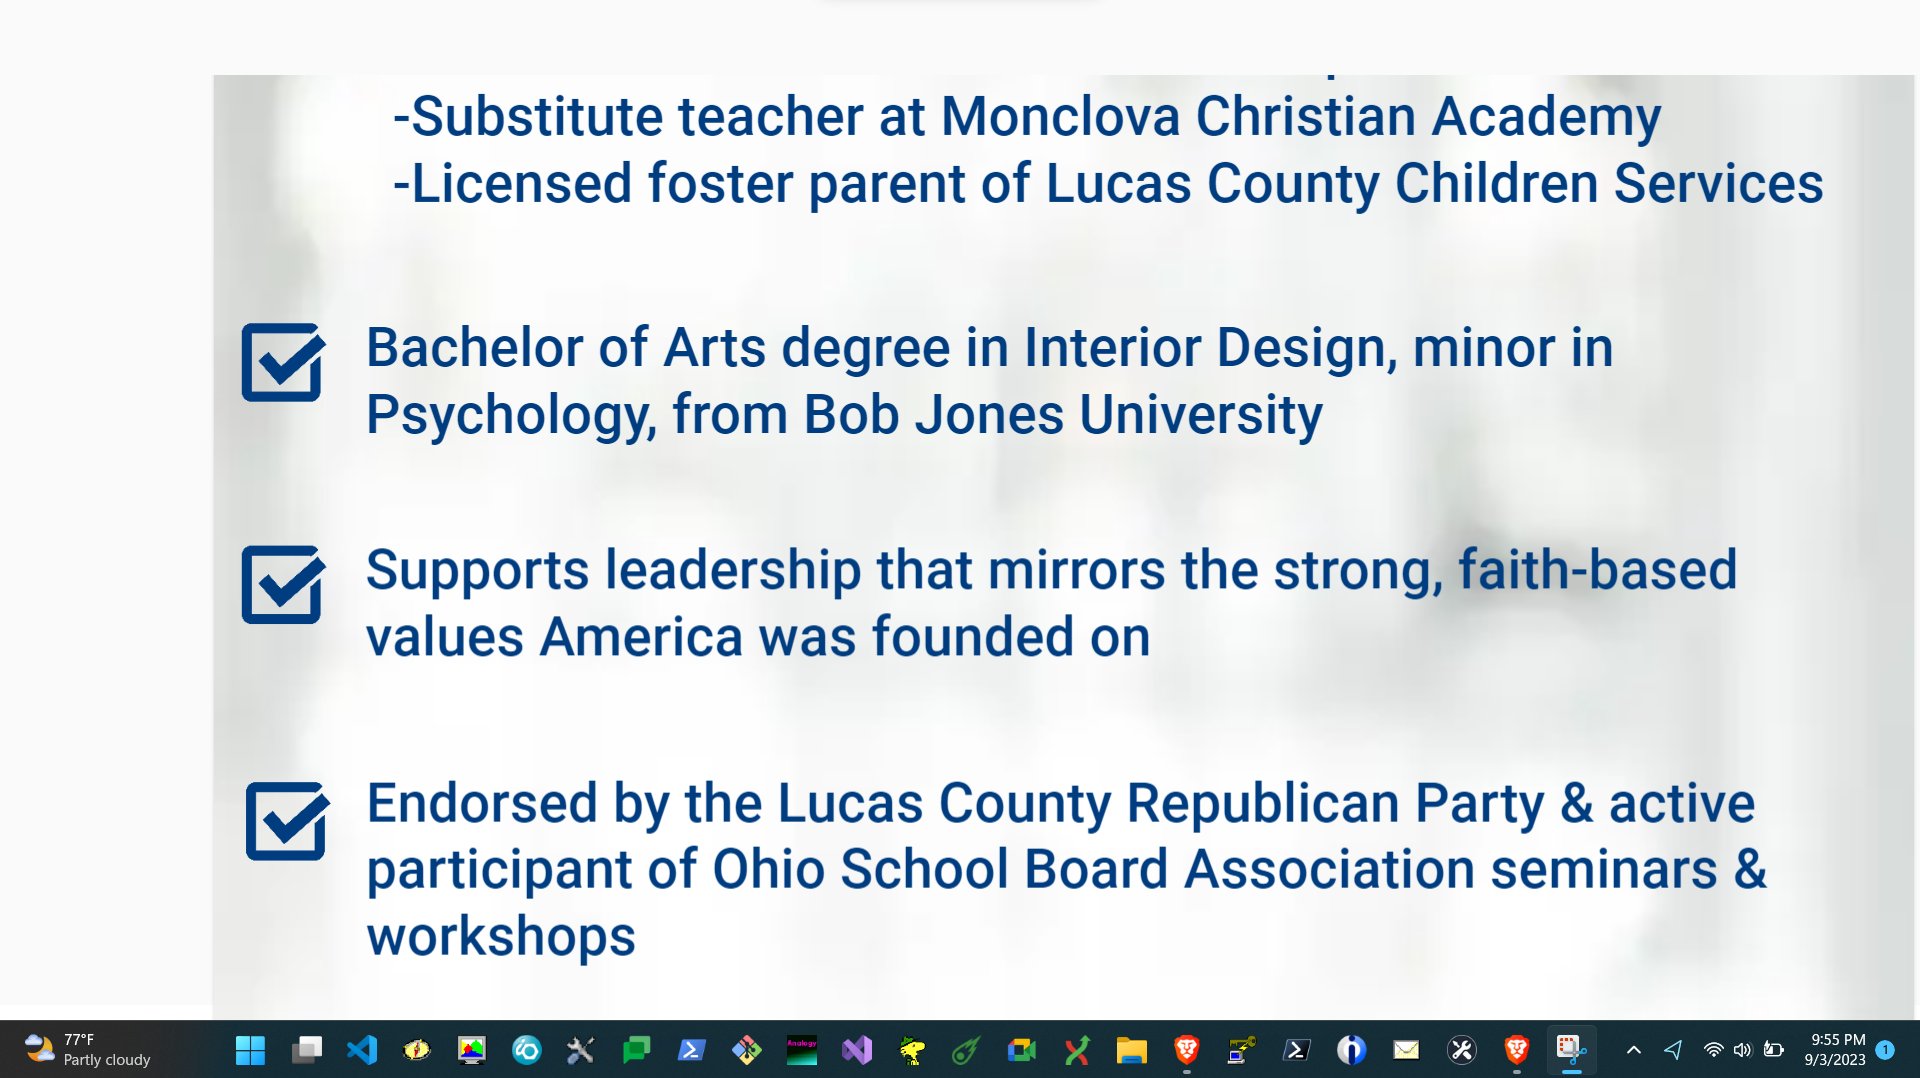 -Substitute teacher at Monclova Christian Academy
-Licensed foster parent of Lucas County Children Services
Bachelor of Arts degree in Interior Design, minor in
Psychology, from Bob Jones University
Supports leadership that mirrors the strong, faith-based
values America was founded on
Endorsed by the Lucas County Republican Party & active
participant of Ohio School Board Association seminars &
workshops
77°F
Partly cloudy
Analogy
9:55 PM
9/3/2023
1